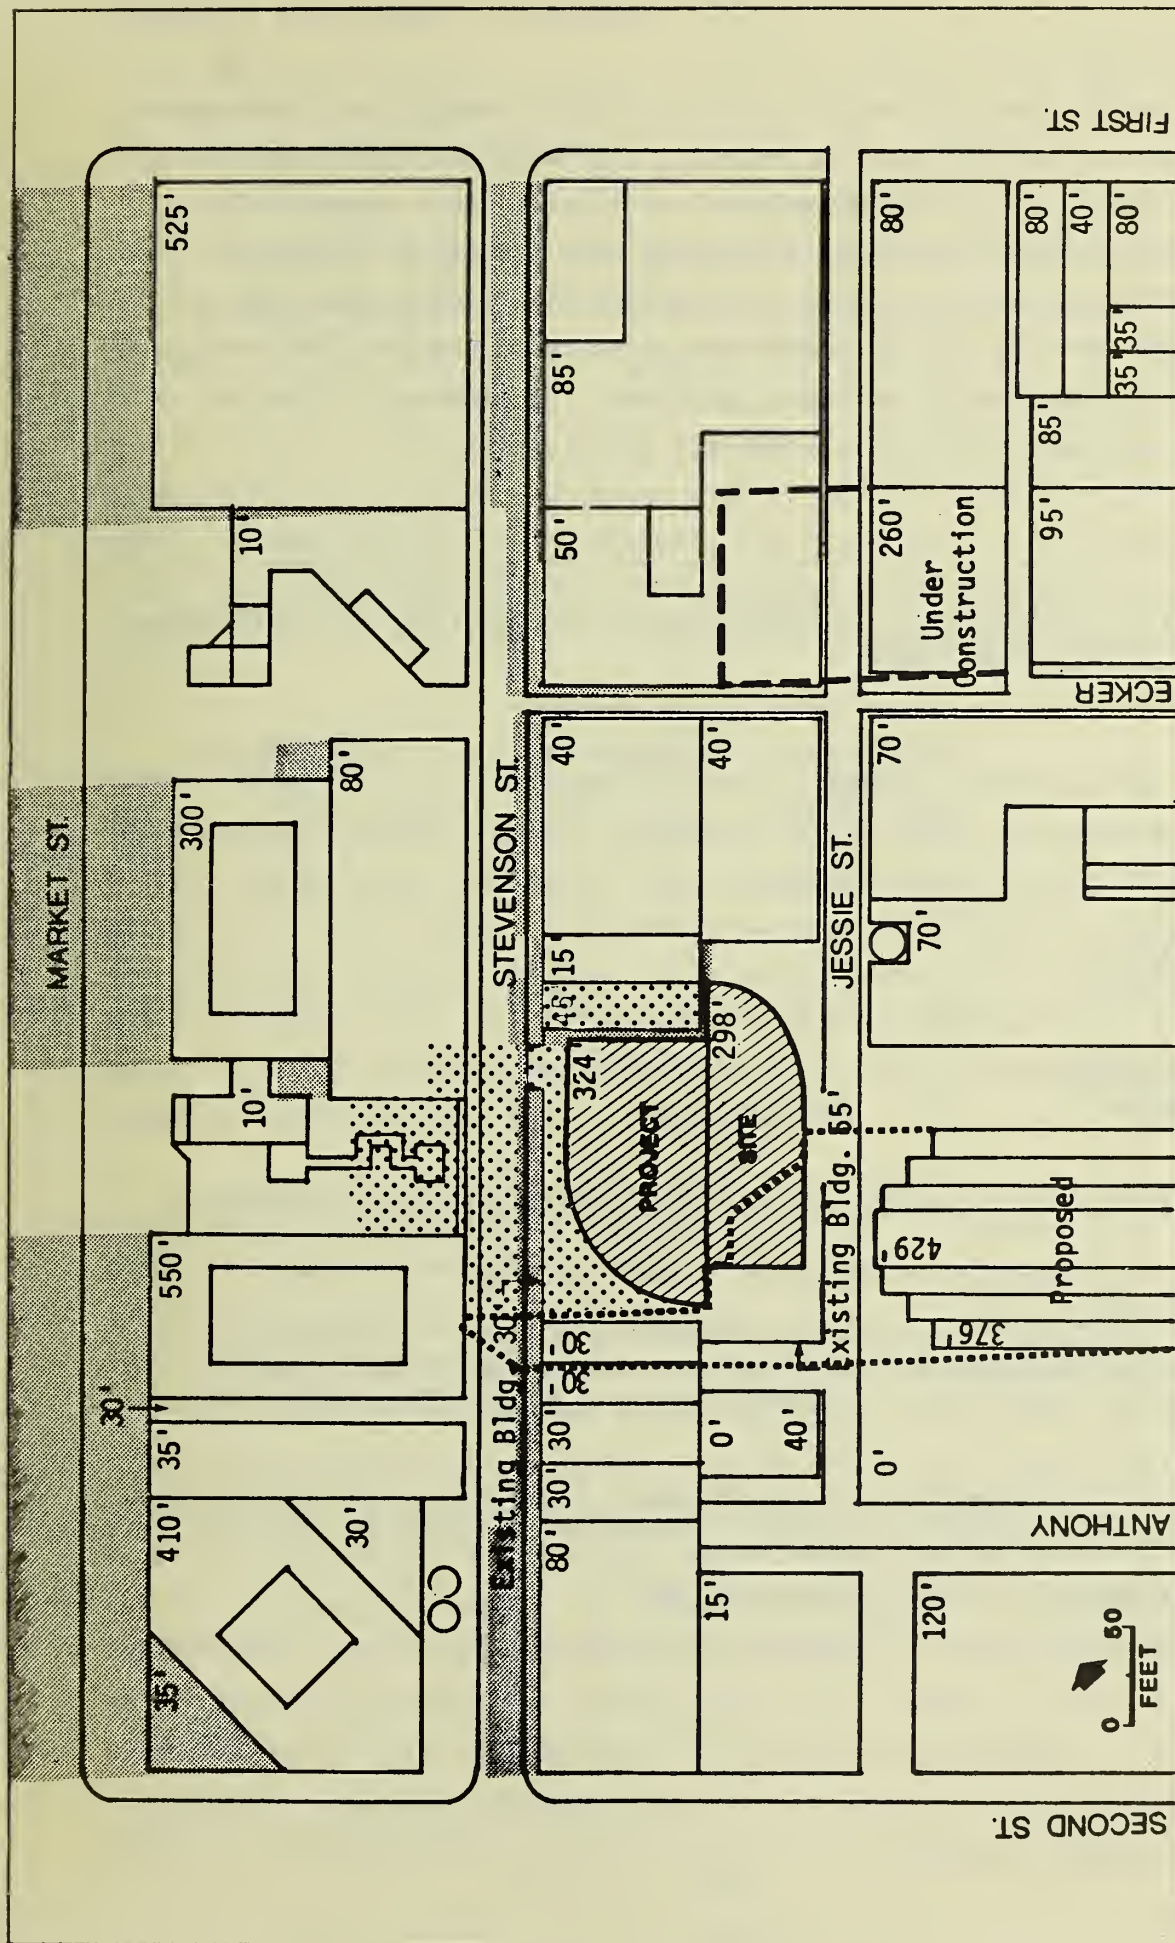 MARKET ST.
35'
410'
30'
35'
30'
550'
10'
300'
80'
10'
525'
STEVENSON ST.
Existing Bldg. 30'
80'
30'
30'
30'
30'
324'
15'
40'
50'
85'
PROJECT
SITE
298'
40'
15'
0'
40'
JESSIE ST.
Existing Bldg.
120'
0'
376'
429'
Proposed
70'
70'
260'
Under
Construction
80'
95'
85'
80'
40'
80'
35'
35'
SECOND ST.
ANTHONY
ECKER
FIRST ST.
0 50
FEET